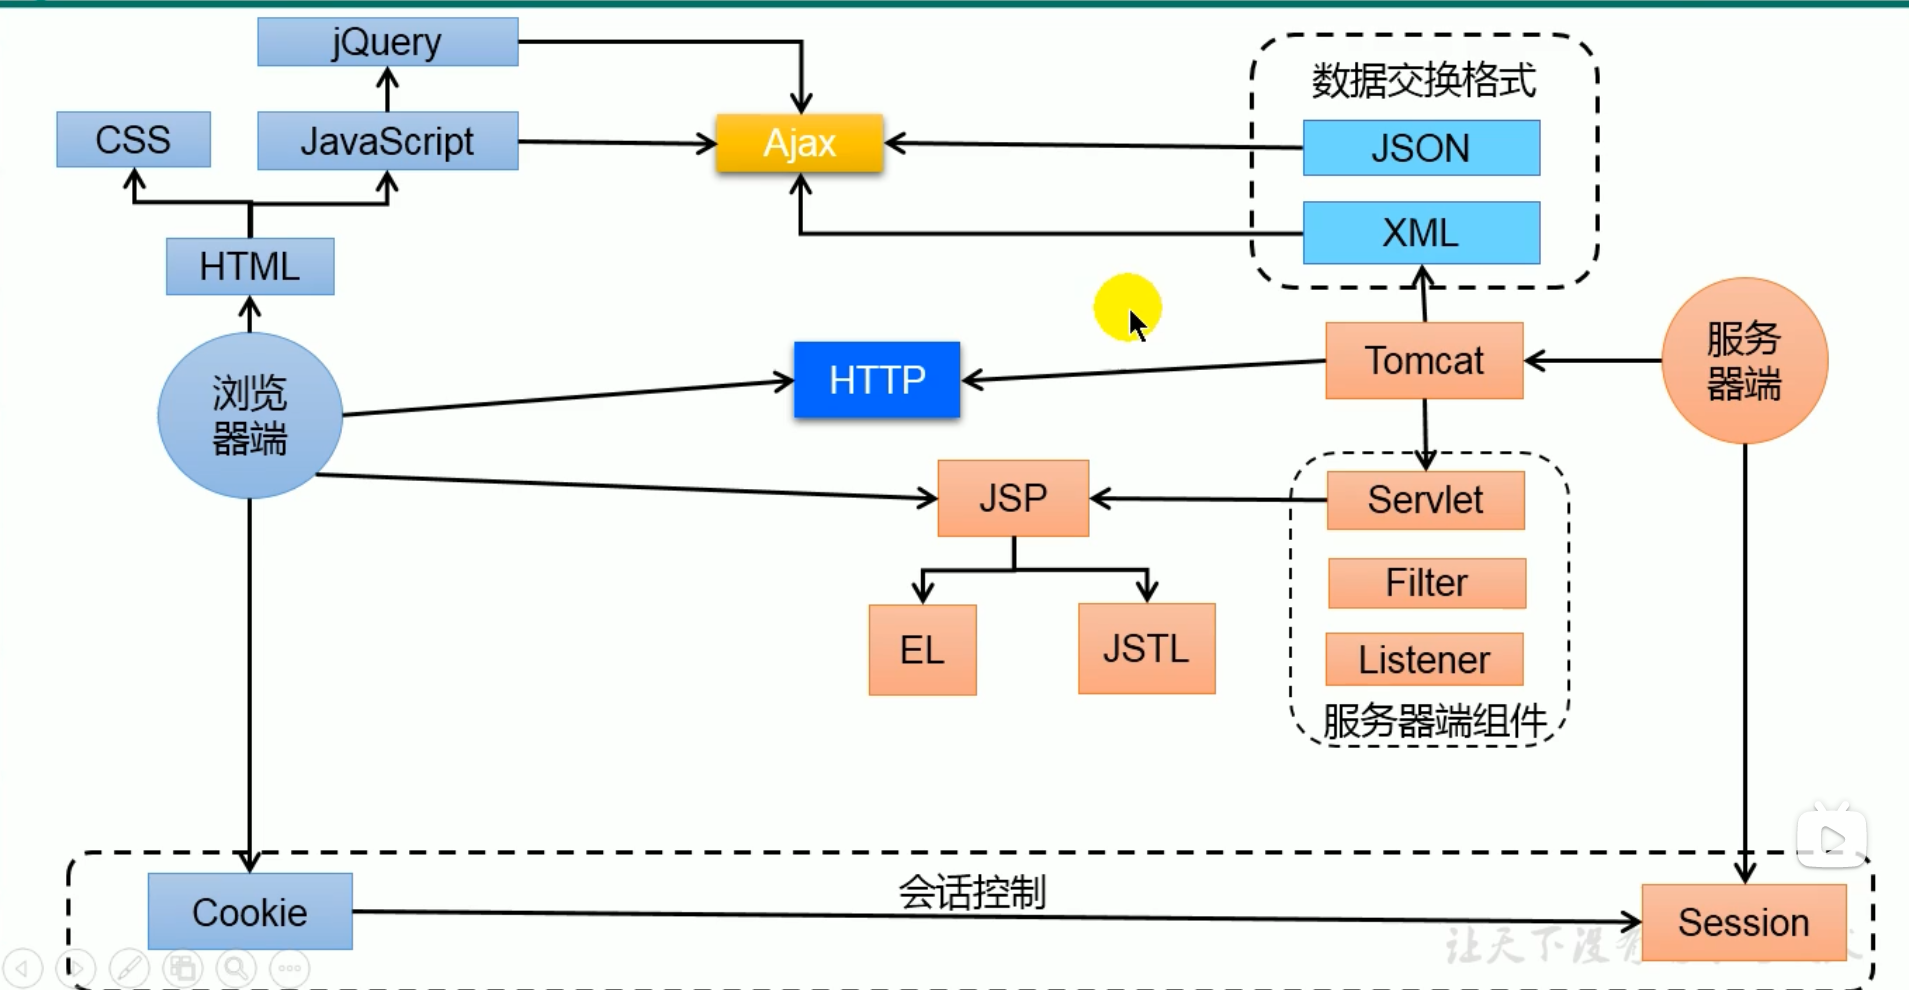 jQuery
数据交换格式
CSS
JavaScript
Ajax
JSON
XML
HTML
浏览
器端
HTTP
Tomcat
服务
器端
JSP
Servlet
Filter
EL
JSTL
Listener
服务器端组件
会话控制
Cookie
Session
让天下没有